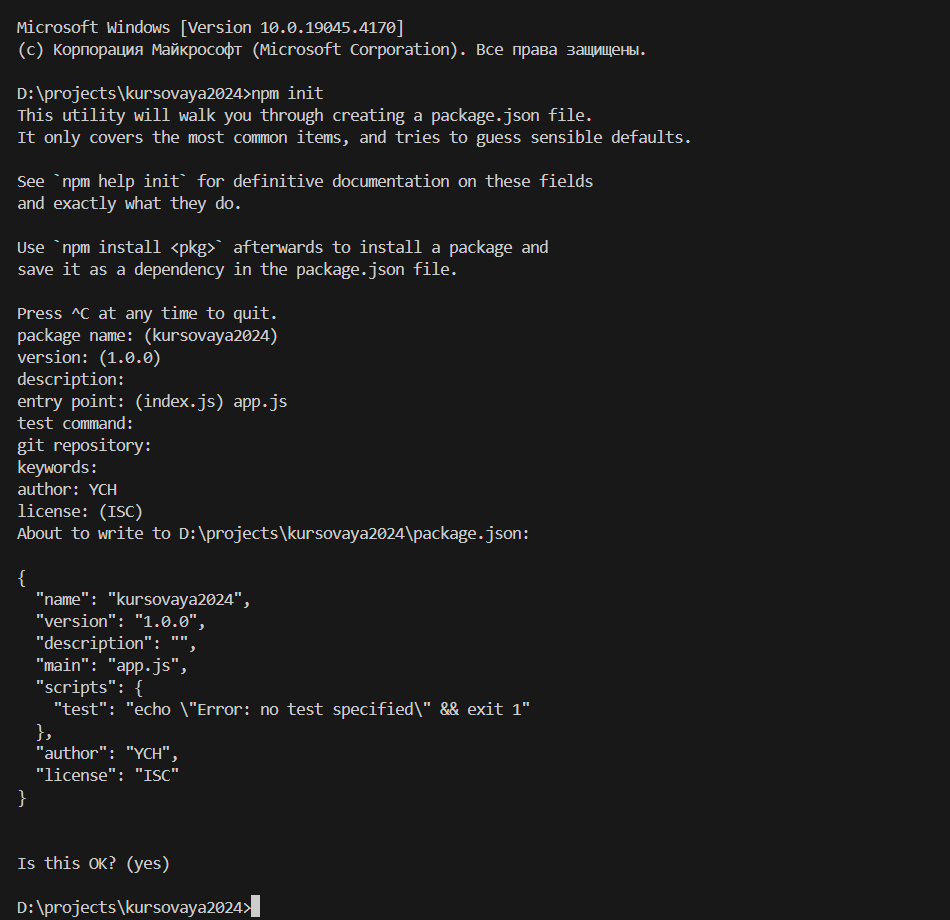 Microsoft Windows [Version 10.0.19045.4170]
(c) Корпорация Майкрософт (Microsoft Corporation). Все права защищены.
D:\projects\kursovaya2024>npm init
This utility will walk you through creating a package.json file.
It only covers the most common items, and tries to guess sensible defaults.
See `npm help init` for definitive documentation on these fields
and exactly what they do.
Use `npm install <pkg>` afterwards to install a package and
save it as a dependency in the package.json file.
Press ^C at any time to quit.
package name: (kursovaya2024)
version: (1.0.0)
description:
entry point: (index.js) app.js
test command:
git repository:
keywords:
author: YCH
license: (ISC)
About to write to D:\projects\kursovaya2024\package.json:
{
  "name": "kursovaya2024",
  "version": "1.0.0",
  "description": "",
  "main": "app.js",
  "scripts": {
    "test": "echo \"Error: no test specified\" && exit 1"
  },
  "author": "YCH",
  "license": "ISC"
}
Is this OK? (yes)
D:\projects\kursovaya2024>